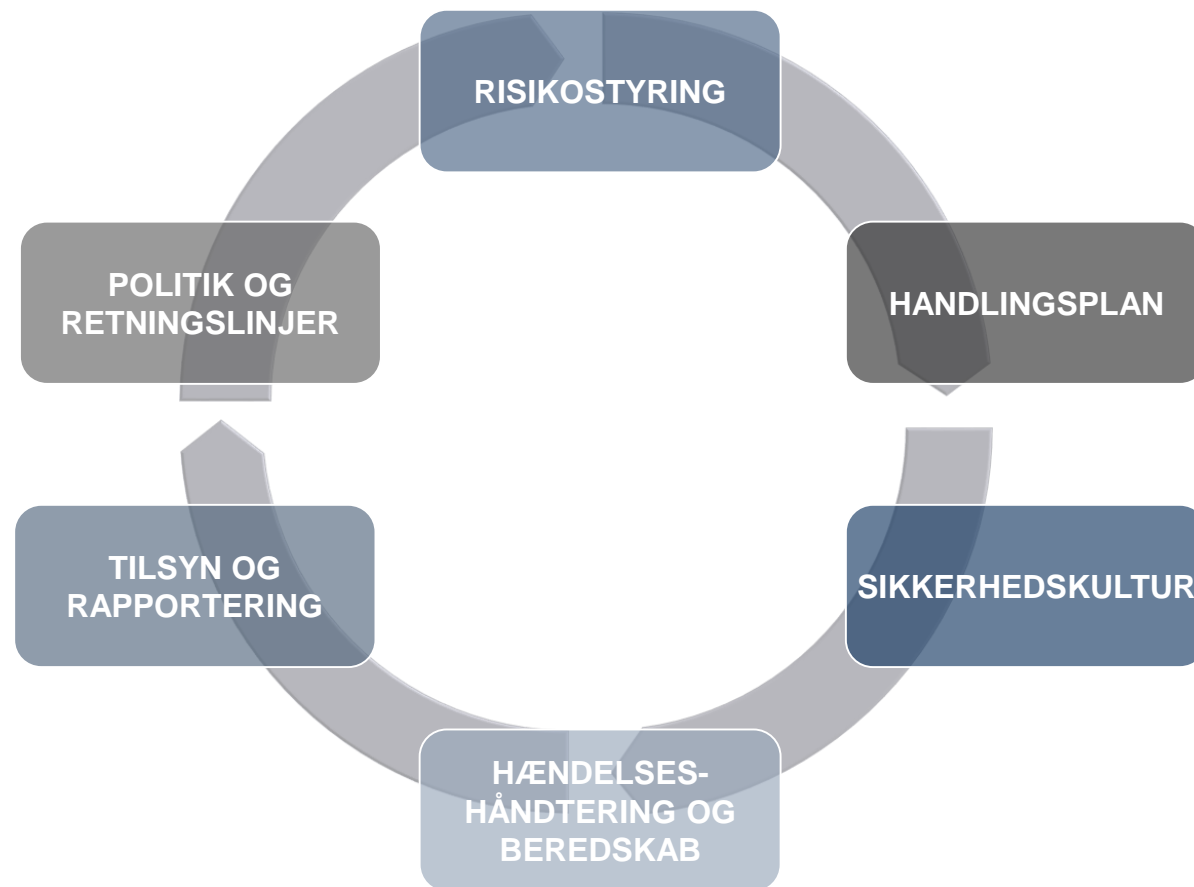 RISIKOSTYRING
HANDLINGSPLAN
SIKKERHEDSKULTUR
HÆNDELSES-
HÅNDTERING OG
BEREDSKAB
TILSYN OG
RAPPORTERING
POLITIK OG
RETNINGSLINJER